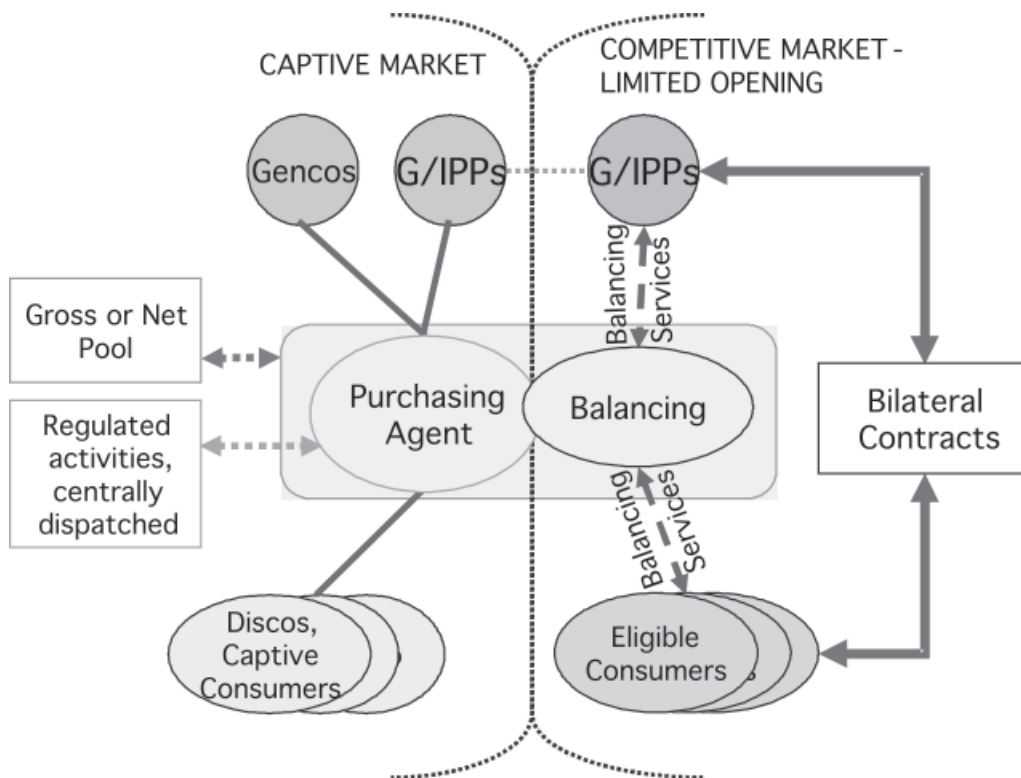 CAPTIVE MARKET
COMPETITIVE MARKET -
LIMITED OPENING
Gencos
G/IPPs
G/IPPs
Balancing
Services
Gross or Net
Pool
Purchasing
Agent
Balancing
Bilateral
Contracts
Regulated
activities,
centrally
dispatched
Balancing
Services
Discos,
Captive
Consumers
Eligible
Consumers